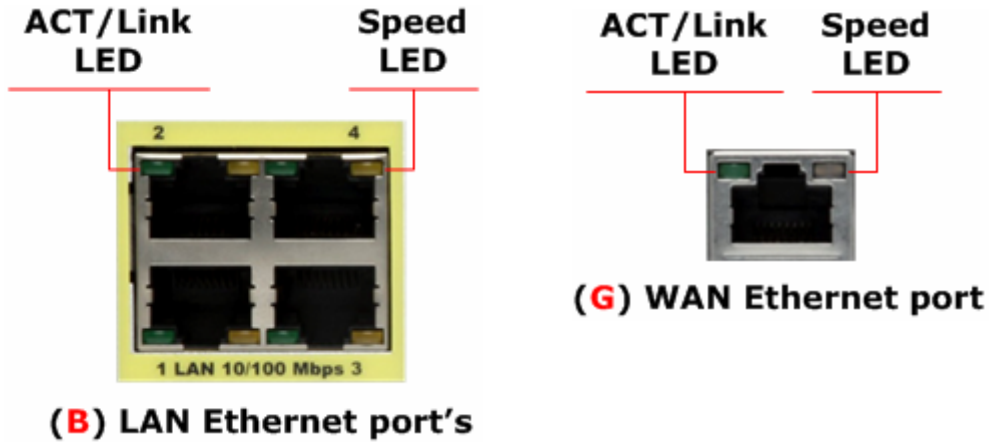 ACT/Link
LED
Speed
LED
2 4
1 LAN 10/100 Mbps 3
(B) LAN Ethernet port's
ACT/Link
LED
Speed
LED
(G) WAN Ethernet port